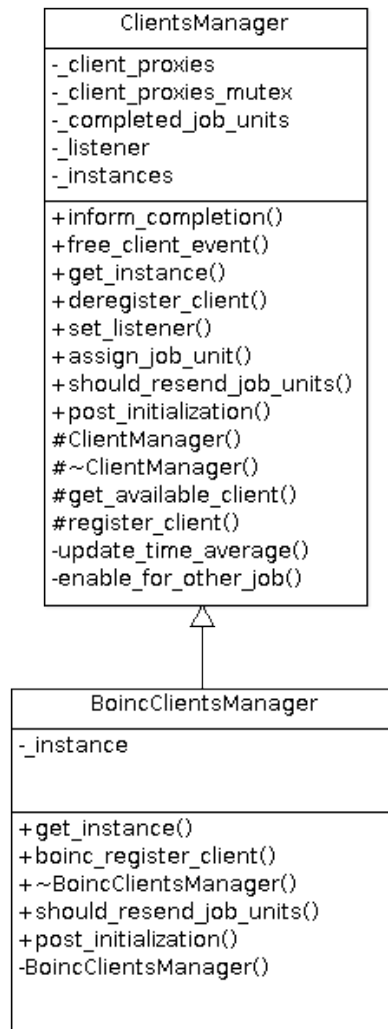 ClientsManager
-_client_proxies
-_client_proxies_mutex
-_completed_job_units
-_listener
-_instances
+inform_completion()
+free_client_event()
+get_instance()
+deregister_client()
+set_listener()
+assign_job_unit()
+should_resend_job_units()
+post_initialization()
#ClientManager()
#~ClientManager()
#get_available_client()
#register_client()
-update_time_average()
-enable_for_other_job()
BoincClientsManager
-_instance
+get_instance()
+boinc_register_client()
+~BoincClientsManager()
+should_resend_job_units()
+post_initialization()
-BoincClientsManager()